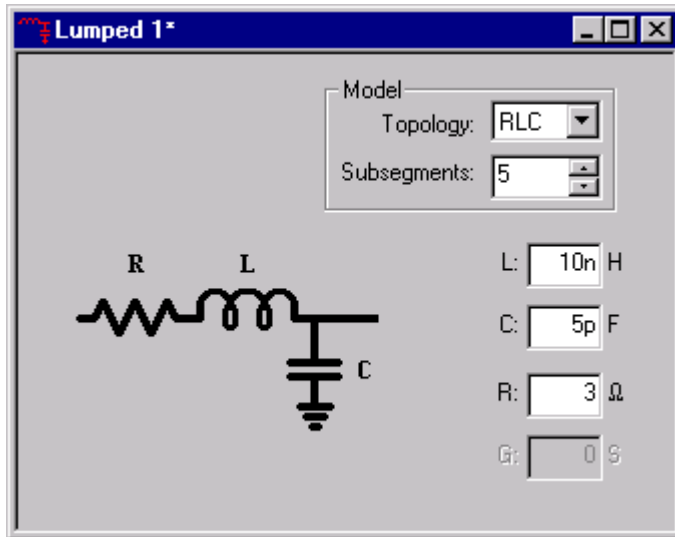 Lumped 1*
Model
Topology: RLC
Subsegments: 5
R L
L: 10n H
C: 5p F
C
R: 3 Ω
G: 0 S